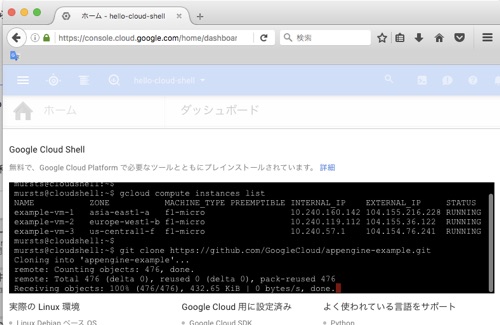 ホーム - hello-cloud-shell
https://console.cloud.google.com/home/dashboar
検索
hello-cloud-shell
ホーム
ダッシュボード
Google Cloud Shell
無料で、Google Cloud Platform で必要なツールとともにプレインストールされています。 詳細
mursts@cloudshell:~$
mursts@cloudshell:~$ gcloud compute instances list
NAME ZONE MACHINE_TYPE PREEMPTIBLE INTERNAL_IP EXTERNAL_IP STATUS
example-vm-1 asia-east1-a f1-micro 10.240.160.142 104.155.216.228 RUNNING
example-vm-2 europe-west1-b f1-micro 10.240.119.112 104.155.36.122 RUNNING
example-vm-3 us-central1-f f1-micro 10.240.57.1 104.154.76.241 RUNNING
mursts@cloudshell:~$
mursts@cloudshell:~$ git clone https://github.com/GoogleCloud/appengine-example.git
Cloning into 'appengine-example'...
remote: Counting objects: 476, done.
remote: Total 476 (delta 0), reused 0 (delta 0), pack-reused 476
Receiving objects: 100% (476/476), 432.65 KiB | 0 bytes/s, done.
実際の Linux 環境
Google Cloud 用に設定済み
よく使われている言語をサポート
Linux Debian ベース OS
Google Cloud SDK
Python